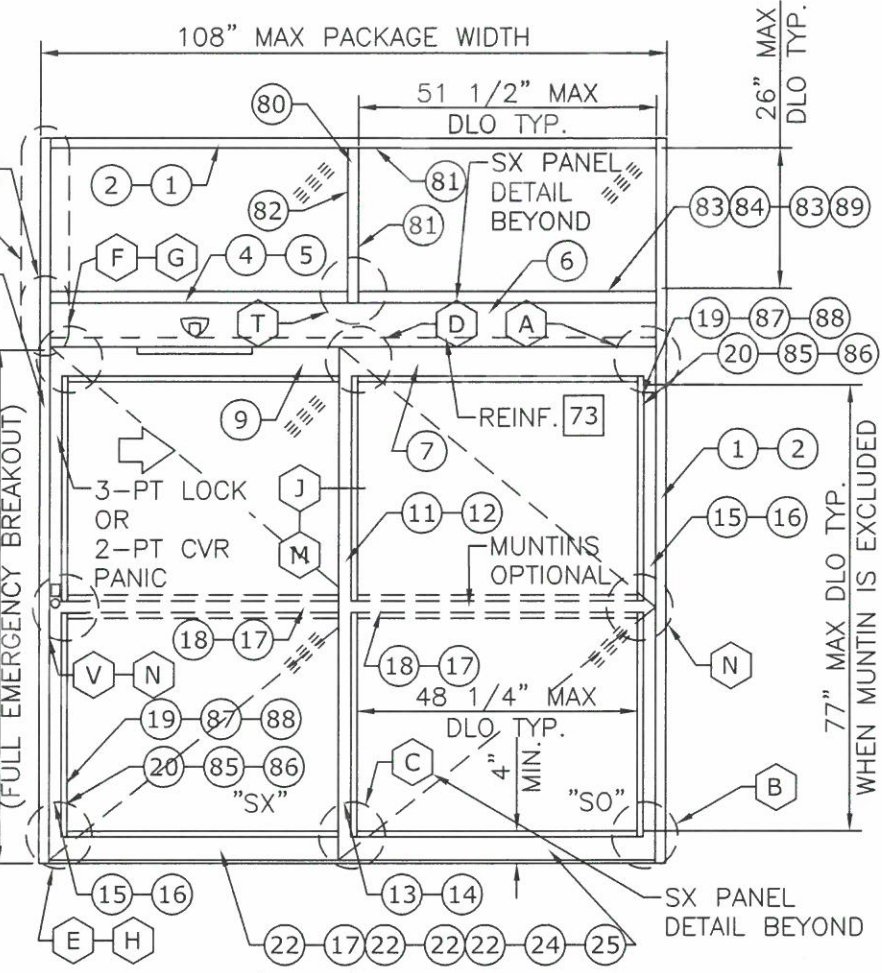 108" MAX PACKAGE WIDTH
26" MAX
DLO TYP.
51 1/2" MAX
DLO TYP.
80
2 1
82
81
81
SX PANEL
DETAIL
BEYOND
83 84 83 89
F G
4 5
6
T
D
A
19 87 88
20 85 86
9
7
REINF. 73
1 2
3-PT LOCK
OR
2-PT CVR
PANIC
J
M
11 12
15 16
MUNTINS
OPTIONAL
18 17
18 17
V N
N
(FULL EMERGENCY BREAKOUT)
77" MAX DLO TYP.
WHEN MUNTIN IS EXCLUDED
48 1/4" MAX
DLO TYP.
19 87 88
20 85 86
C
4"
MIN.
"SX"
"SO"
B
15 16
13 14
SX PANEL
DETAIL BEYOND
E H
22 17 22 22 22 24 25